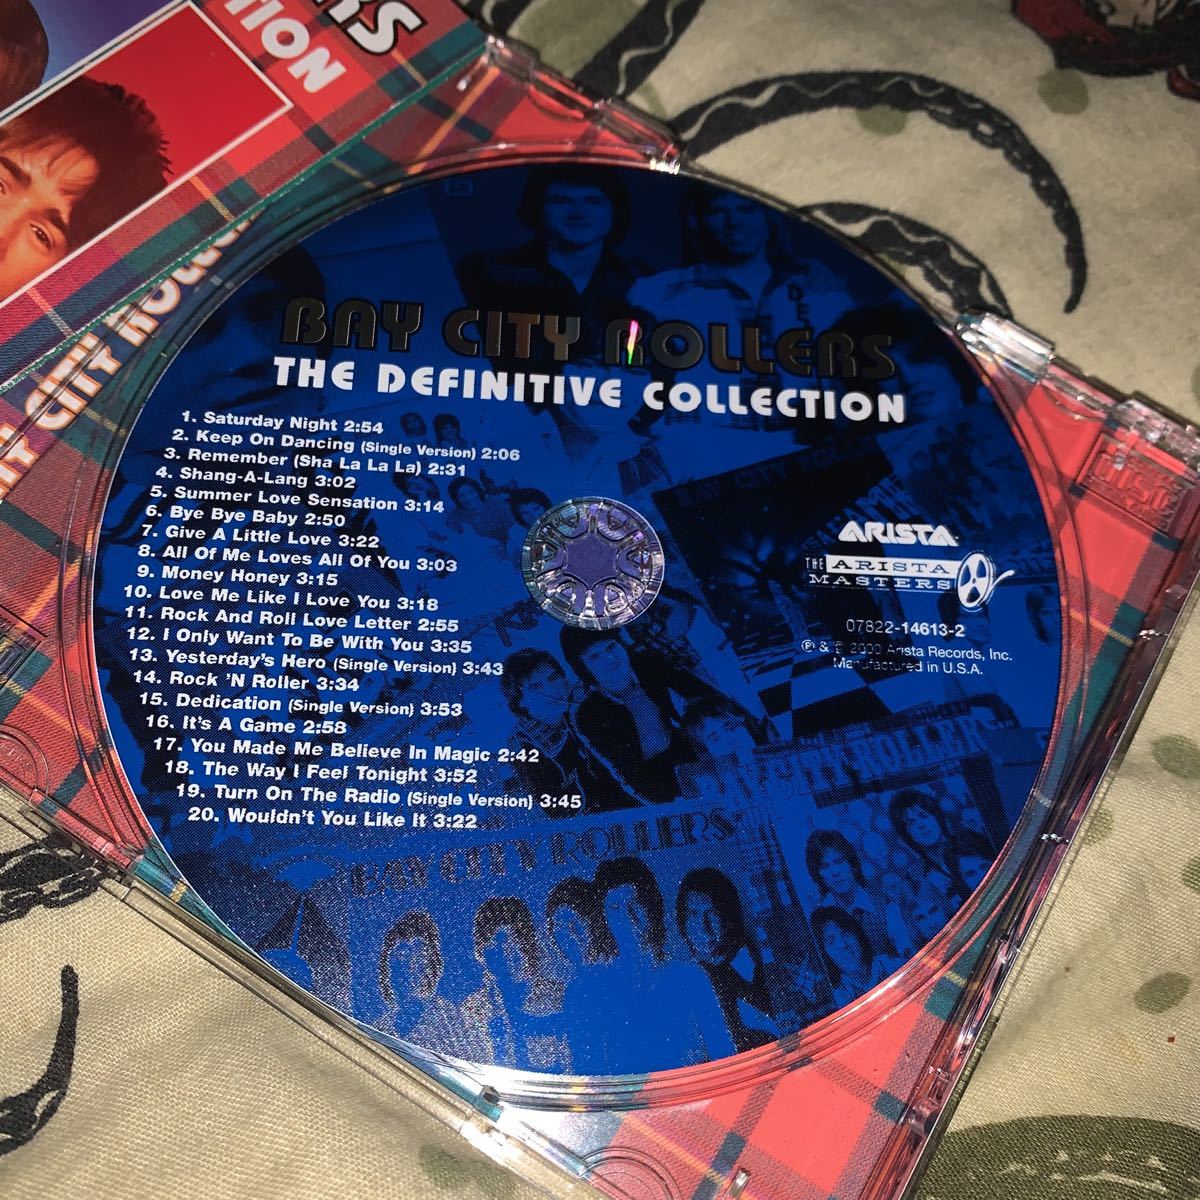 BAY CITY ROLLERS
THE DEFINITIVE COLLECTION
1. Saturday Night 2:54
2. Keep On Dancing (Single Version) 2:06
3. Remember (Sha La La La) 2:31
4. Shang-A-Lang 3:02
5. Summer Love Sensation 3:14
6. Bye Bye Baby 2:50
7. Give A Little Love 3:22
8. All Of Me Loves All Of You 3:03
9. Money Honey 3:15
10. Love Me Like I Love You 3:18
11. Rock And Roll Love Letter 2:55
12. I Only Want To Be With You 3:35
13. Yesterday's Hero (Single Version) 3:43
14. Rock 'N Roller 3:34
15. Dedication (Single Version) 3:53
16. It's A Game 2:58
17. You Made Me Believe In Magic 2:42
18. The Way I Feel Tonight 3:52
19. Turn On The Radio (Single Version) 3:45
20. Wouldn't You Like It 3:22
ARISTA
THE ARISTA
MASTERS
07822-14613-2
℗ & © 2000 Arista Records, Inc.
Manufactured in U.S.A.
BAY CITY ROLLERS
BAY CITY ROLLERS